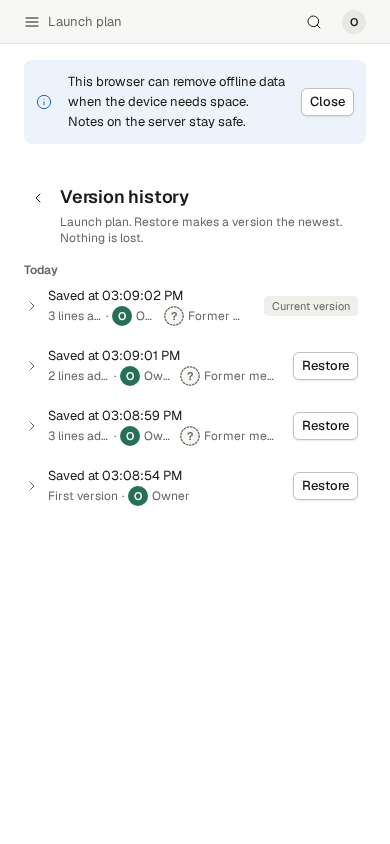 Launch plan
O
This browser can remove offline data
when the device needs space.
Notes on the server stay safe.
Close
Version history
Launch plan. Restore makes a version the newest.
Nothing is lost.
Today
Saved at 03:09:02 PM
3 lines a… · O O… ? Former …
Current version
Saved at 03:09:01 PM
2 lines ad… · O Ow… ? Former me…
Restore
Saved at 03:08:59 PM
3 lines ad… · O Ow… ? Former me…
Restore
Saved at 03:08:54 PM
First version · O Owner
Restore